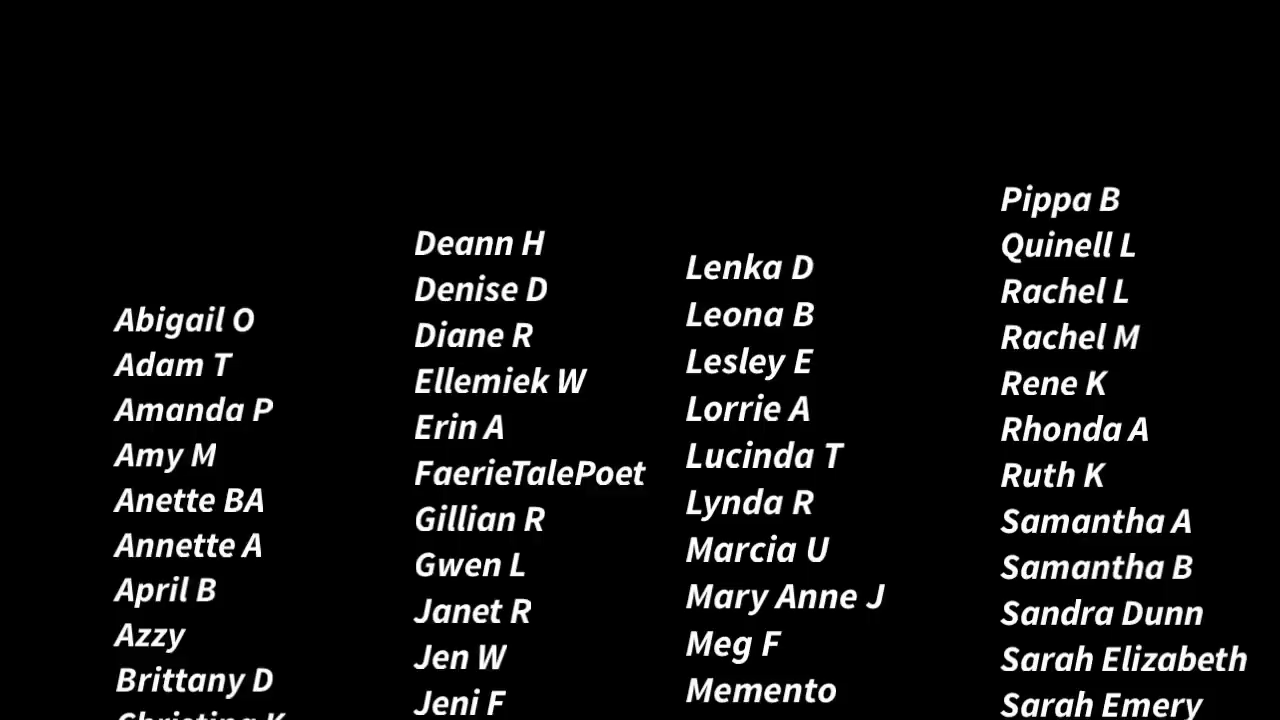 Abigail O
Adam T
Amanda P
Amy M
Anette BA
Annette A
April B
Azzy
Brittany D
Christina K
Deann H
Denise D
Diane R
Ellemiek W
Erin A
FaerieTalePoet
Gillian R
Gwen L
Janet R
Jen W
Jeni F
Lenka D
Leona B
Lesley E
Lorrie A
Lucinda T
Lynda R
Marcia U
Mary Anne J
Meg F
Memento
Pippa B
Quinell L
Rachel L
Rachel M
Rene K
Rhonda A
Ruth K
Samantha A
Samantha B
Sandra Dunn
Sarah Elizabeth
Sarah Emery